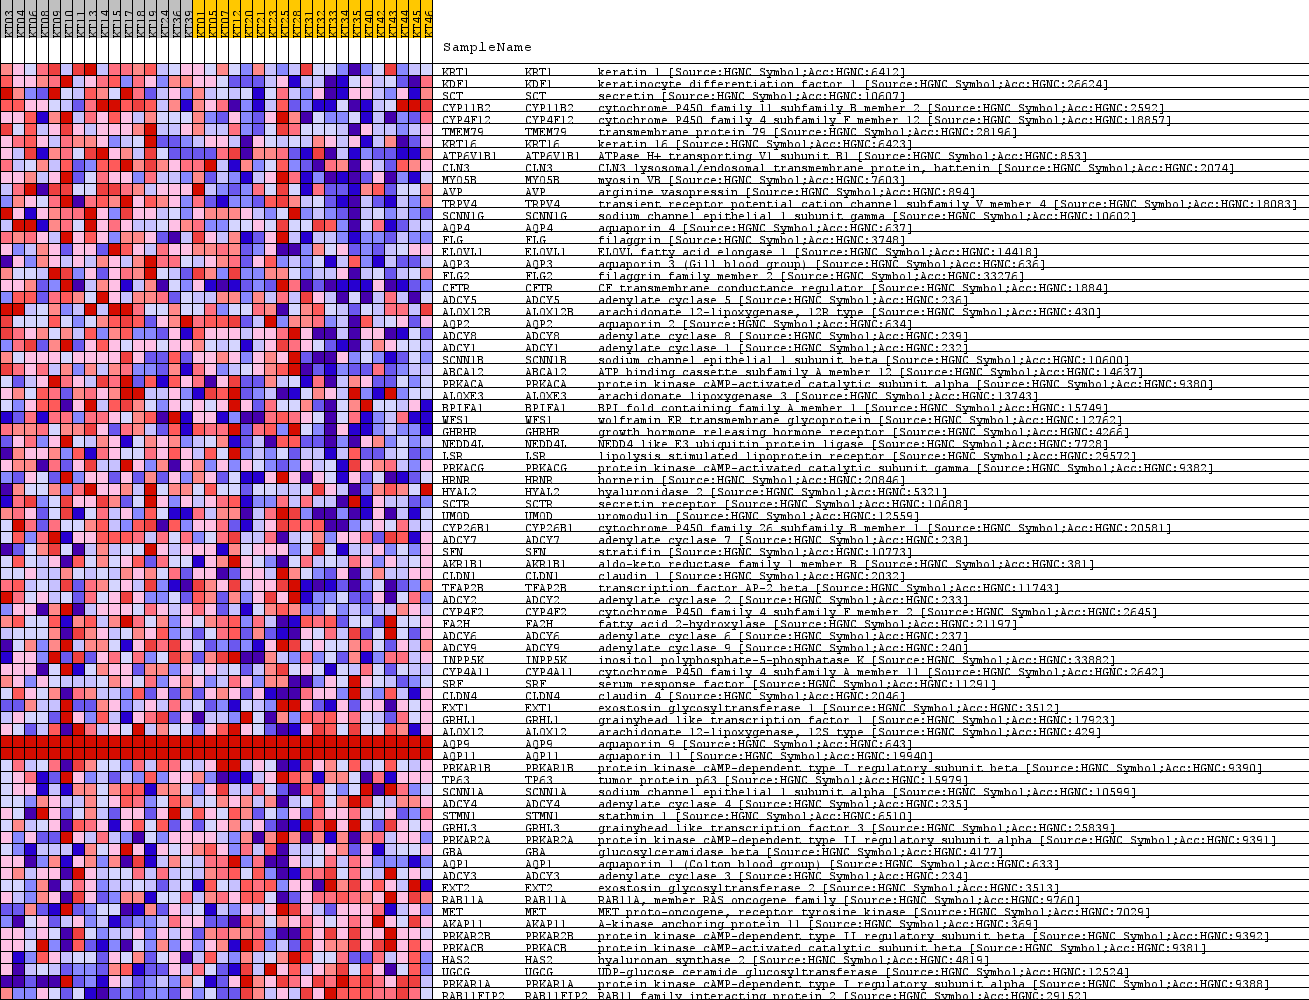 KT03 KT04 KT06 KT08 KT09 KT10 KT11 KT13 KT14 KT15 KT17 KT18 KT19 KT24 KT36 KT39 KT01 KT05 KT07 KT12 KT20 KT21 KT23 KT25 KT28 KT31 KT32 KT33 KT34 KT35 KT40 KT42 KT43 KT44 KT45 KT46
SampleName
KRT1 KRT1 keratin 1 [Source:HGNC Symbol;Acc:HGNC:6412]
KDF1 KDF1 keratinocyte differentiation factor 1 [Source:HGNC Symbol;Acc:HGNC:26624]
SCT SCT secretin [Source:HGNC Symbol;Acc:HGNC:10607]
CYP11B2 CYP11B2 cytochrome P450 family 11 subfamily B member 2 [Source:HGNC Symbol;Acc:HGNC:2592]
CYP4F12 CYP4F12 cytochrome P450 family 4 subfamily F member 12 [Source:HGNC Symbol;Acc:HGNC:18857]
TMEM79 TMEM79 transmembrane protein 79 [Source:HGNC Symbol;Acc:HGNC:28196]
KRT16 KRT16 keratin 16 [Source:HGNC Symbol;Acc:HGNC:6423]
ATP6V1B1 ATP6V1B1 ATPase H+ transporting V1 subunit B1 [Source:HGNC Symbol;Acc:HGNC:853]
CLN3 CLN3 CLN3 lysosomal/endosomal transmembrane protein, battenin [Source:HGNC Symbol;Acc:HGNC:2074]
MYO5B MYO5B myosin VB [Source:HGNC Symbol;Acc:HGNC:7603]
AVP AVP arginine vasopressin [Source:HGNC Symbol;Acc:HGNC:894]
TRPV4 TRPV4 transient receptor potential cation channel subfamily V member 4 [Source:HGNC Symbol;Acc:HGNC:18083]
SCNN1G SCNN1G sodium channel epithelial 1 subunit gamma [Source:HGNC Symbol;Acc:HGNC:10602]
AQP4 AQP4 aquaporin 4 [Source:HGNC Symbol;Acc:HGNC:637]
FLG FLG filaggrin [Source:HGNC Symbol;Acc:HGNC:3748]
ELOVL1 ELOVL1 ELOVL fatty acid elongase 1 [Source:HGNC Symbol;Acc:HGNC:14418]
AQP3 AQP3 aquaporin 3 (Gill blood group) [Source:HGNC Symbol;Acc:HGNC:636]
FLG2 FLG2 filaggrin family member 2 [Source:HGNC Symbol;Acc:HGNC:33276]
CFTR CFTR CF transmembrane conductance regulator [Source:HGNC Symbol;Acc:HGNC:1884]
ADCY5 ADCY5 adenylate cyclase 5 [Source:HGNC Symbol;Acc:HGNC:236]
ALOX12B ALOX12B arachidonate 12-lipoxygenase, 12R type [Source:HGNC Symbol;Acc:HGNC:430]
AQP2 AQP2 aquaporin 2 [Source:HGNC Symbol;Acc:HGNC:634]
ADCY8 ADCY8 adenylate cyclase 8 [Source:HGNC Symbol;Acc:HGNC:239]
ADCY1 ADCY1 adenylate cyclase 1 [Source:HGNC Symbol;Acc:HGNC:232]
SCNN1B SCNN1B sodium channel epithelial 1 subunit beta [Source:HGNC Symbol;Acc:HGNC:10600]
ABCA12 ABCA12 ATP binding cassette subfamily A member 12 [Source:HGNC Symbol;Acc:HGNC:14637]
PRKACA PRKACA protein kinase cAMP-activated catalytic subunit alpha [Source:HGNC Symbol;Acc:HGNC:9380]
ALOXE3 ALOXE3 arachidonate lipoxygenase 3 [Source:HGNC Symbol;Acc:HGNC:13743]
BPIFA1 BPIFA1 BPI fold containing family A member 1 [Source:HGNC Symbol;Acc:HGNC:15749]
WFS1 WFS1 wolframin ER transmembrane glycoprotein [Source:HGNC Symbol;Acc:HGNC:12762]
GHRHR GHRHR growth hormone releasing hormone receptor [Source:HGNC Symbol;Acc:HGNC:4266]
NEDD4L NEDD4L NEDD4 like E3 ubiquitin protein ligase [Source:HGNC Symbol;Acc:HGNC:7728]
LSR LSR lipolysis stimulated lipoprotein receptor [Source:HGNC Symbol;Acc:HGNC:29572]
PRKACG PRKACG protein kinase cAMP-activated catalytic subunit gamma [Source:HGNC Symbol;Acc:HGNC:9382]
HRNR HRNR hornerin [Source:HGNC Symbol;Acc:HGNC:20846]
HYAL2 HYAL2 hyaluronidase 2 [Source:HGNC Symbol;Acc:HGNC:5321]
SCTR SCTR secretin receptor [Source:HGNC Symbol;Acc:HGNC:10608]
UMOD UMOD uromodulin [Source:HGNC Symbol;Acc:HGNC:12559]
CYP26B1 CYP26B1 cytochrome P450 family 26 subfamily B member 1 [Source:HGNC Symbol;Acc:HGNC:20581]
ADCY7 ADCY7 adenylate cyclase 7 [Source:HGNC Symbol;Acc:HGNC:238]
SFN SFN stratifin [Source:HGNC Symbol;Acc:HGNC:10773]
AKR1B1 AKR1B1 aldo-keto reductase family 1 member B [Source:HGNC Symbol;Acc:HGNC:381]
CLDN1 CLDN1 claudin 1 [Source:HGNC Symbol;Acc:HGNC:2032]
TFAP2B TFAP2B transcription factor AP-2 beta [Source:HGNC Symbol;Acc:HGNC:11743]
ADCY2 ADCY2 adenylate cyclase 2 [Source:HGNC Symbol;Acc:HGNC:233]
CYP4F2 CYP4F2 cytochrome P450 family 4 subfamily F member 2 [Source:HGNC Symbol;Acc:HGNC:2645]
FA2H FA2H fatty acid 2-hydroxylase [Source:HGNC Symbol;Acc:HGNC:21197]
ADCY6 ADCY6 adenylate cyclase 6 [Source:HGNC Symbol;Acc:HGNC:237]
ADCY9 ADCY9 adenylate cyclase 9 [Source:HGNC Symbol;Acc:HGNC:240]
INPP5K INPP5K inositol polyphosphate-5-phosphatase K [Source:HGNC Symbol;Acc:HGNC:33882]
CYP4A11 CYP4A11 cytochrome P450 family 4 subfamily A member 11 [Source:HGNC Symbol;Acc:HGNC:2642]
SRF SRF serum response factor [Source:HGNC Symbol;Acc:HGNC:11291]
CLDN4 CLDN4 claudin 4 [Source:HGNC Symbol;Acc:HGNC:2046]
EXT1 EXT1 exostosin glycosyltransferase 1 [Source:HGNC Symbol;Acc:HGNC:3512]
GRHL1 GRHL1 grainyhead like transcription factor 1 [Source:HGNC Symbol;Acc:HGNC:17923]
ALOX12 ALOX12 arachidonate 12-lipoxygenase, 12S type [Source:HGNC Symbol;Acc:HGNC:429]
AQP9 AQP9 aquaporin 9 [Source:HGNC Symbol;Acc:HGNC:643]
AQP11 AQP11 aquaporin 11 [Source:HGNC Symbol;Acc:HGNC:19940]
PRKAR1B PRKAR1B protein kinase cAMP-dependent type I regulatory subunit beta [Source:HGNC Symbol;Acc:HGNC:9390]
TP63 TP63 tumor protein p63 [Source:HGNC Symbol;Acc:HGNC:15979]
SCNN1A SCNN1A sodium channel epithelial 1 subunit alpha [Source:HGNC Symbol;Acc:HGNC:10599]
ADCY4 ADCY4 adenylate cyclase 4 [Source:HGNC Symbol;Acc:HGNC:235]
STMN1 STMN1 stathmin 1 [Source:HGNC Symbol;Acc:HGNC:6510]
GRHL3 GRHL3 grainyhead like transcription factor 3 [Source:HGNC Symbol;Acc:HGNC:25839]
PRKAR2A PRKAR2A protein kinase cAMP-dependent type II regulatory subunit alpha [Source:HGNC Symbol;Acc:HGNC:9391]
GBA GBA glucosylceramidase beta [Source:HGNC Symbol;Acc:HGNC:4177]
AQP1 AQP1 aquaporin 1 (Colton blood group) [Source:HGNC Symbol;Acc:HGNC:633]
ADCY3 ADCY3 adenylate cyclase 3 [Source:HGNC Symbol;Acc:HGNC:234]
EXT2 EXT2 exostosin glycosyltransferase 2 [Source:HGNC Symbol;Acc:HGNC:3513]
RAB11A RAB11A RAB11A, member RAS oncogene family [Source:HGNC Symbol;Acc:HGNC:9760]
MET MET MET proto-oncogene, receptor tyrosine kinase [Source:HGNC Symbol;Acc:HGNC:7029]
AKAP11 AKAP11 A-kinase anchoring protein 11 [Source:HGNC Symbol;Acc:HGNC:369]
PRKAR2B PRKAR2B protein kinase cAMP-dependent type II regulatory subunit beta [Source:HGNC Symbol;Acc:HGNC:9392]
PRKACB PRKACB protein kinase cAMP-activated catalytic subunit beta [Source:HGNC Symbol;Acc:HGNC:9381]
HAS2 HAS2 hyaluronan synthase 2 [Source:HGNC Symbol;Acc:HGNC:4819]
UGCG UGCG UDP-glucose ceramide glucosyltransferase [Source:HGNC Symbol;Acc:HGNC:12524]
PRKAR1A PRKAR1A protein kinase cAMP-dependent type I regulatory subunit alpha [Source:HGNC Symbol;Acc:HGNC:9388]
RAB11FIP2 RAB11FIP2 RAB11 family interacting protein 2 [Source:HGNC Symbol;Acc:HGNC:29152]